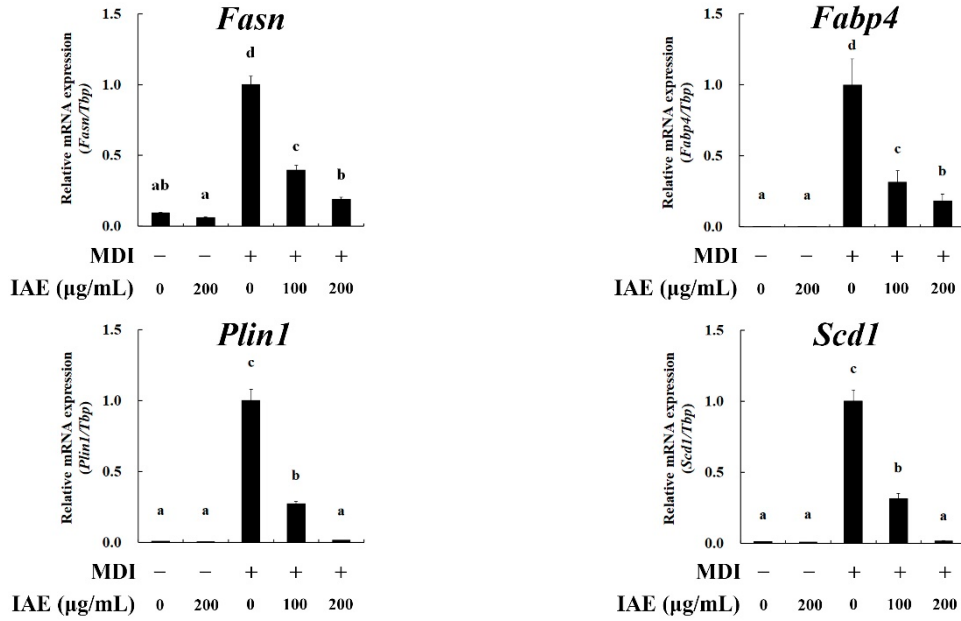 Fasn
Relative mRNA expression
(Fasn/Tbp)
1.5
1.0
0.5
0.0
ab
a
d
c
b
MDI − − + + +
IAE (μg/mL) 0 200 0 100 200
Fabp4
Relative mRNA expression
(Fabp4/Tbp)
1.5
1.0
0.5
0.0
a
a
d
c
b
MDI − − + + +
IAE (μg/mL) 0 200 0 100 200
Plin1
Relative mRNA expression
(Plin1/Tbp)
1.5
1.0
0.5
0.0
a
a
c
b
a
MDI − − + + +
IAE (μg/mL) 0 200 0 100 200
Scd1
Relative mRNA expression
(Scd1/Tbp)
1.5
1.0
0.5
0.0
a
a
c
b
a
MDI − − + + +
IAE (μg/mL) 0 200 0 100 200